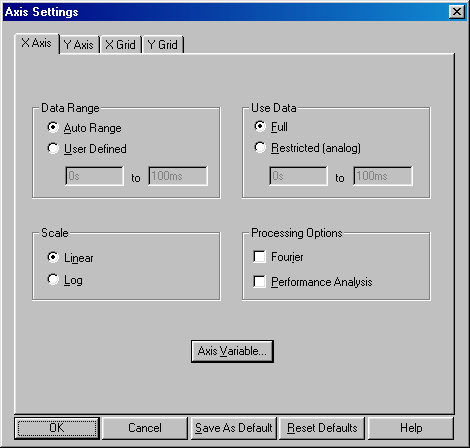 Axis Settings
X Axis Y Axis X Grid Y Grid
Data Range
Auto Range
User Defined
0s to 100ms
Use Data
Full
Restricted (analog)
0s to 100ms
Scale
Linear
Log
Processing Options
Fourier
Performance Analysis
Axis Variable...
OK Cancel Save As Default Reset Defaults Help